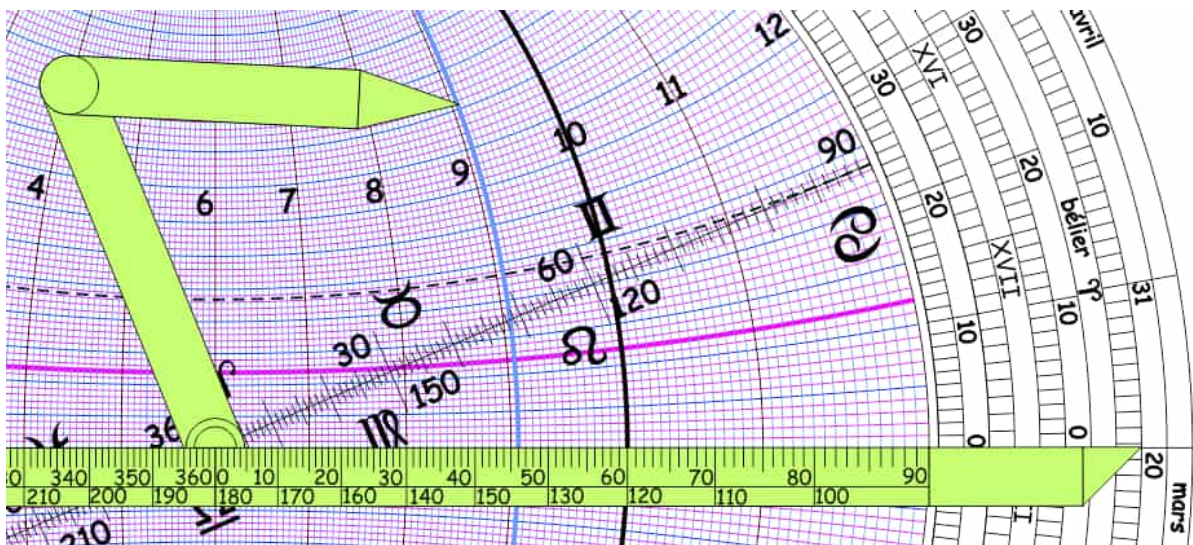 4 6 7 8 9 10 11 12
30 60 90
120 150
♉ ♊ ♋ ♌ ♍
210
avril
30 10 20 31
XVI
30 20 10 0
XVII
bélier ♈
20 10 0
340 350 360 0 10 20 30 40 50 60 70 80 90
210 200 190 180 170 160 140 150 130 120 110 100
20
mars